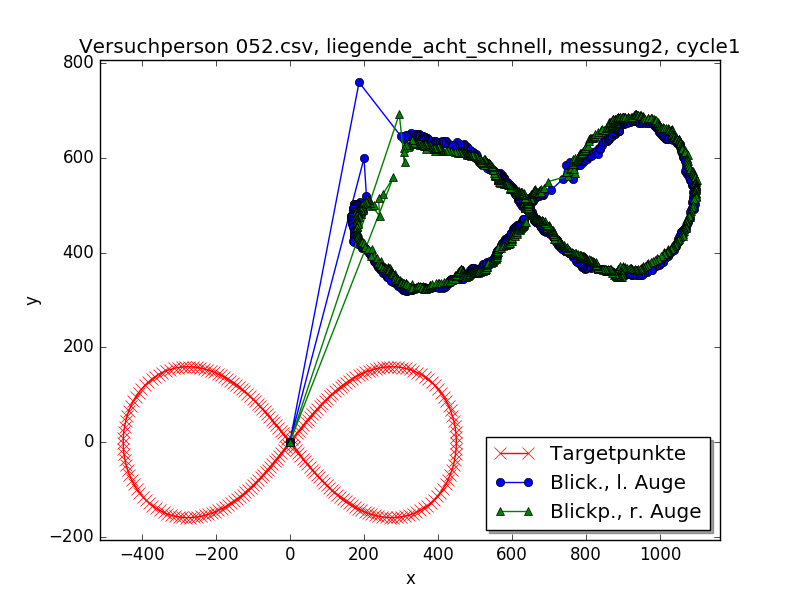 Versuchperson 052.csv, liegende_acht_schnell, messung2, cycle1
800
600
400
200
0
−200
y
−400
−200
0
200
400
600
800
1000
x
Targetpunkte
Blick., l. Auge
Blickp., r. Auge